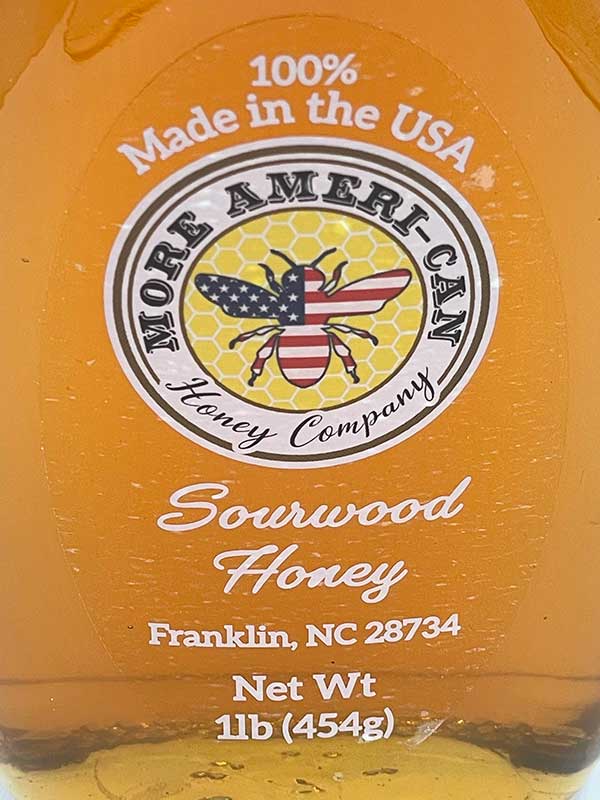 100%
Made in the USA
MORE AMERI-CAN
Honey Company
Sourwood
Honey
Franklin, NC 28734
Net Wt
1lb (454g)